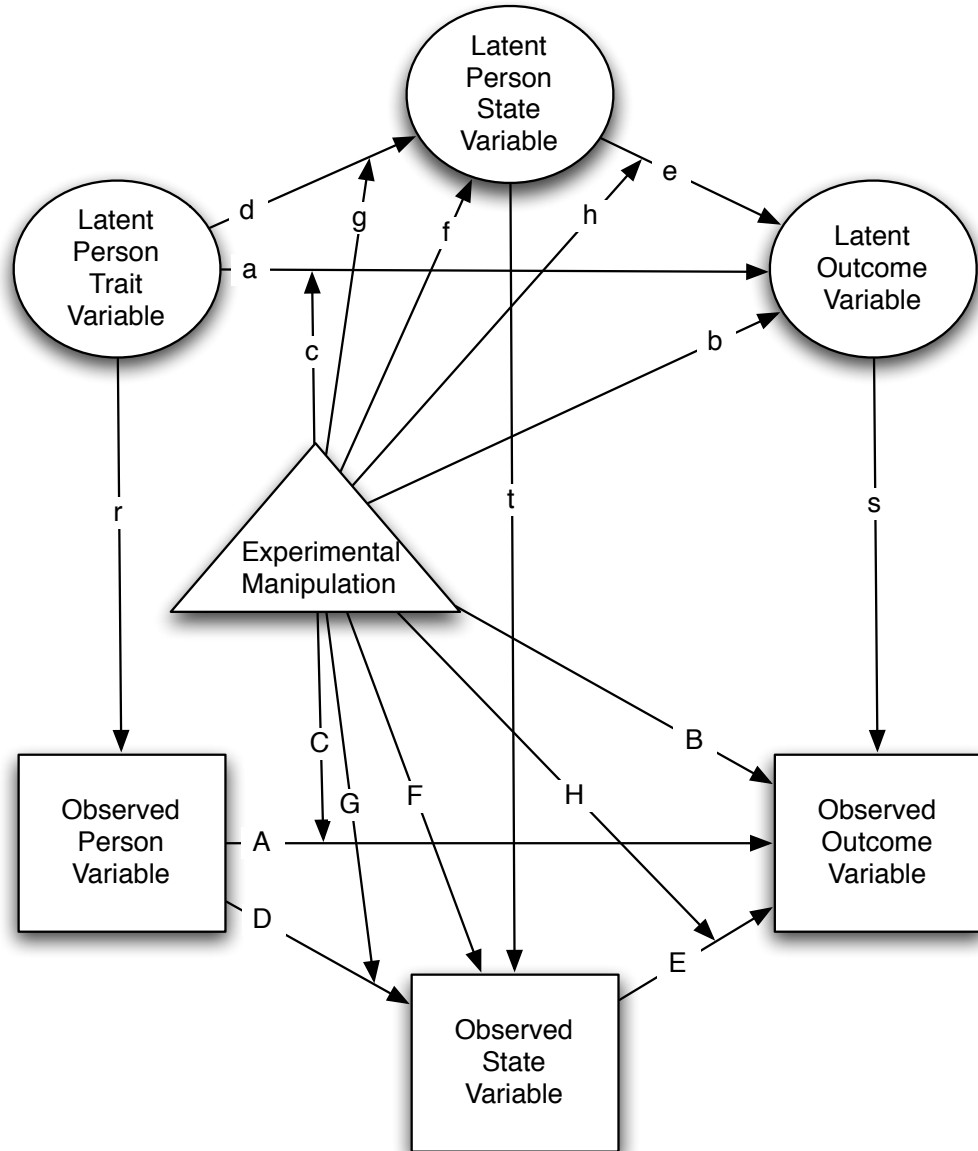 Latent
Person
State
Variable
d
g
f
h
e
Latent
Person
Trait
Variable
a
Latent
Outcome
Variable
c
b
r
t
s
Experimental
Manipulation
C
G
F
H
B
Observed
Person
Variable
A
Observed
Outcome
Variable
D
E
Observed
State
Variable